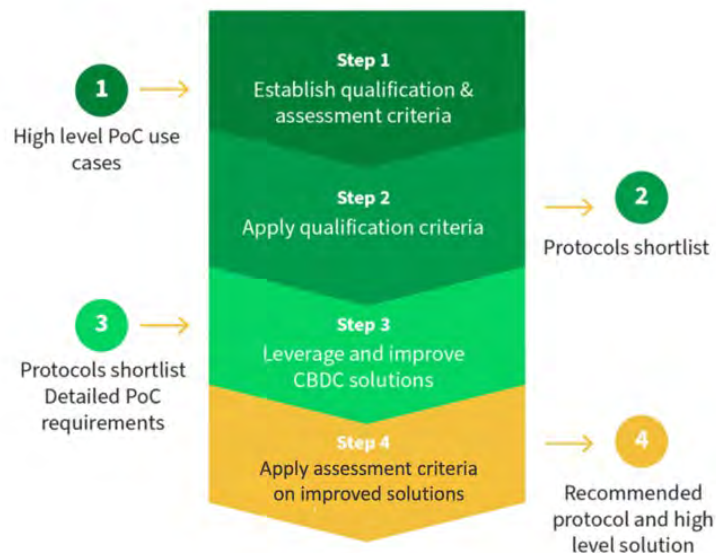 1
High level PoC use
cases
Step 1
Establish qualification &
assessment criteria
Step 2
Apply qualification criteria
2
Protocols shortlist
3
Protocols shortlist
Detailed PoC
requirements
Step 3
Leverage and improve
CBDC solutions
Step 4
Apply assessment criteria
on improved solutions
4
Recommended
protocol and high
level solution